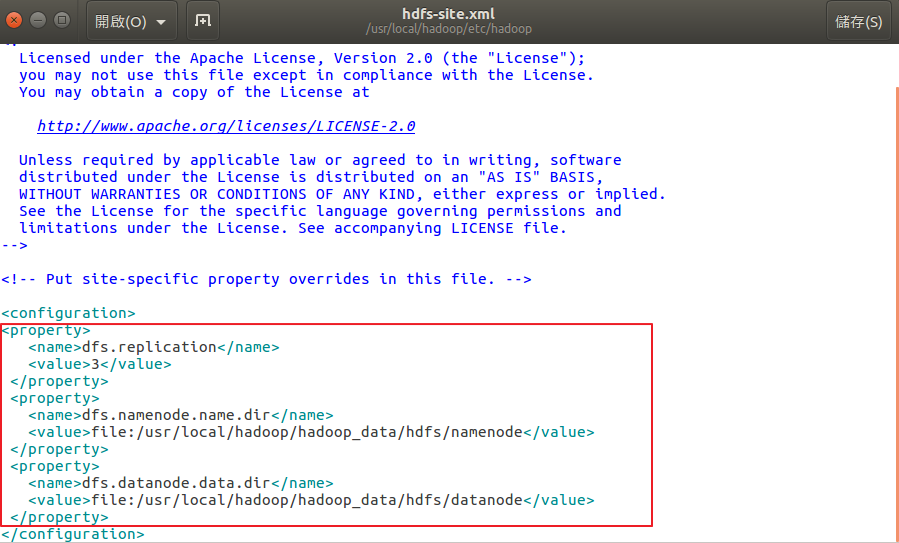 開啟(O)
hdfs-site.xml
/usr/local/hadoop/etc/hadoop
儲存(S)
Licensed under the Apache License, Version 2.0 (the "License");
you may not use this file except in compliance with the License.
You may obtain a copy of the License at
http://www.apache.org/licenses/LICENSE-2.0
Unless required by applicable law or agreed to in writing, software
distributed under the License is distributed on an "AS IS" BASIS,
WITHOUT WARRANTIES OR CONDITIONS OF ANY KIND, either express or implied.
See the License for the specific language governing permissions and
limitations under the License. See accompanying LICENSE file.
-->
<!-- Put site-specific property overrides in this file. -->
<configuration>
<property>
<name>dfs.replication</name>
<value>3</value>
</property>
<property>
<name>dfs.namenode.name.dir</name>
<value>file:/usr/local/hadoop/hadoop_data/hdfs/namenode</value>
</property>
<property>
<name>dfs.datanode.data.dir</name>
<value>file:/usr/local/hadoop/hadoop_data/hdfs/datanode</value>
</property>
</configuration>